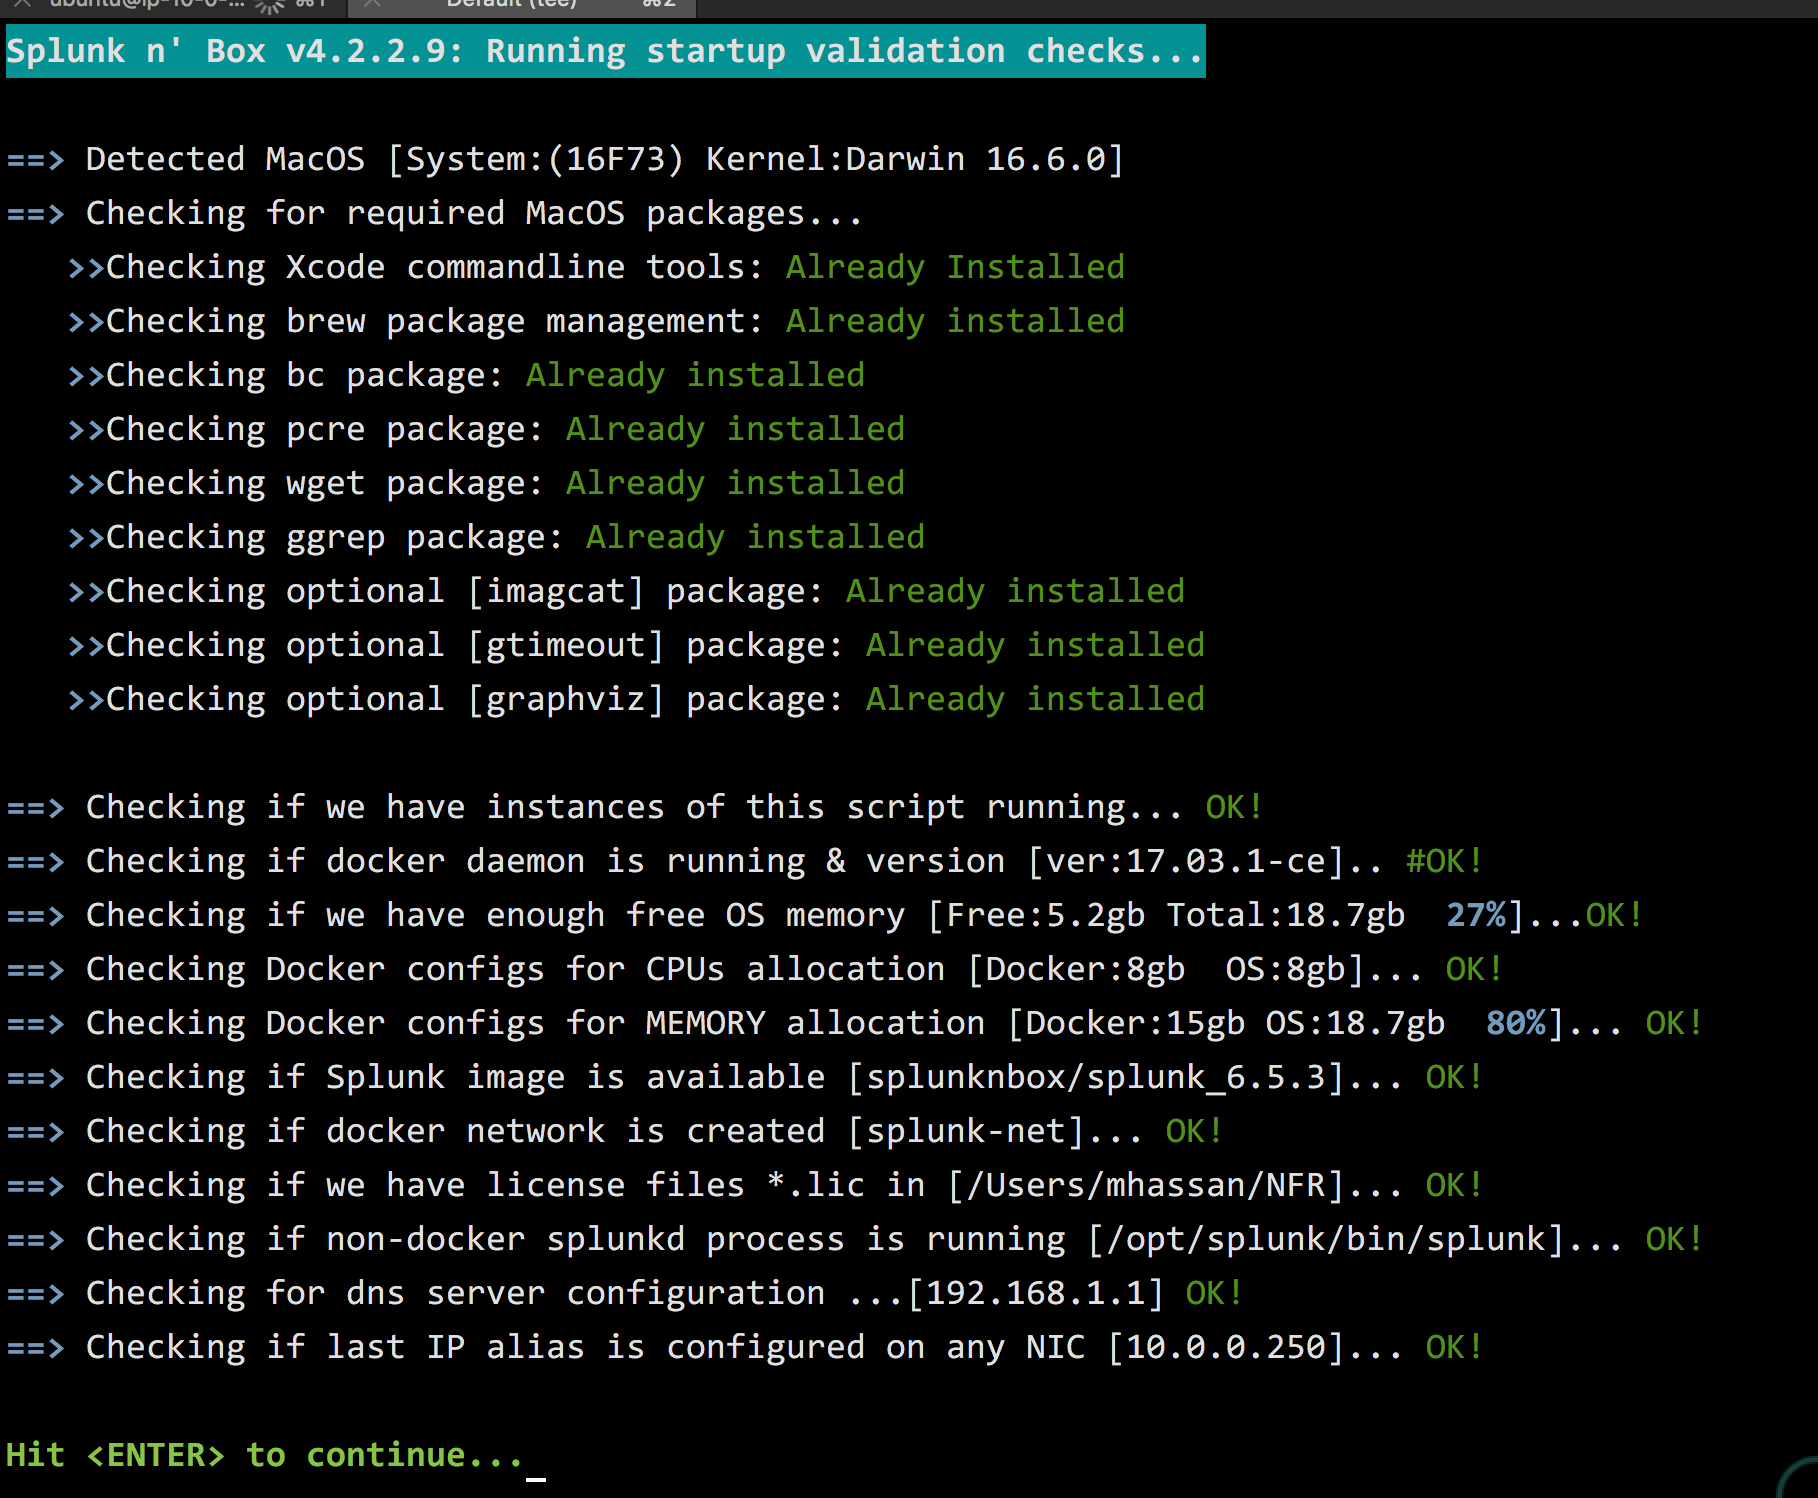 Default (tee) ⌘2
Splunk n' Box v4.2.2.9: Running startup validation checks...
==> Detected MacOS [System:(16F73) Kernel:Darwin 16.6.0]
==> Checking for required MacOS packages...
>>Checking Xcode commandline tools: Already Installed
>>Checking brew package management: Already installed
>>Checking bc package: Already installed
>>Checking pcre package: Already installed
>>Checking wget package: Already installed
>>Checking ggrep package: Already installed
>>Checking optional [imagcat] package: Already installed
>>Checking optional [gtimeout] package: Already installed
>>Checking optional [graphviz] package: Already installed
==> Checking if we have instances of this script running... OK!
==> Checking if docker daemon is running & version [ver:17.03.1-ce].. #OK!
==> Checking if we have enough free OS memory [Free:5.2gb Total:18.7gb  27%]...OK!
==> Checking Docker configs for CPUs allocation [Docker:8gb  OS:8gb]... OK!
==> Checking Docker configs for MEMORY allocation [Docker:15gb OS:18.7gb  80%]... OK!
==> Checking if Splunk image is available [splunknbox/splunk_6.5.3]... OK!
==> Checking if docker network is created [splunk-net]... OK!
==> Checking if we have license files *.lic in [/Users/mhassan/NFR]... OK!
==> Checking if non-docker splunkd process is running [/opt/splunk/bin/splunk]... OK!
==> Checking for dns server configuration ...[192.168.1.1] OK!
==> Checking if last IP alias is configured on any NIC [10.0.0.250]... OK!
Hit <ENTER> to continue..._